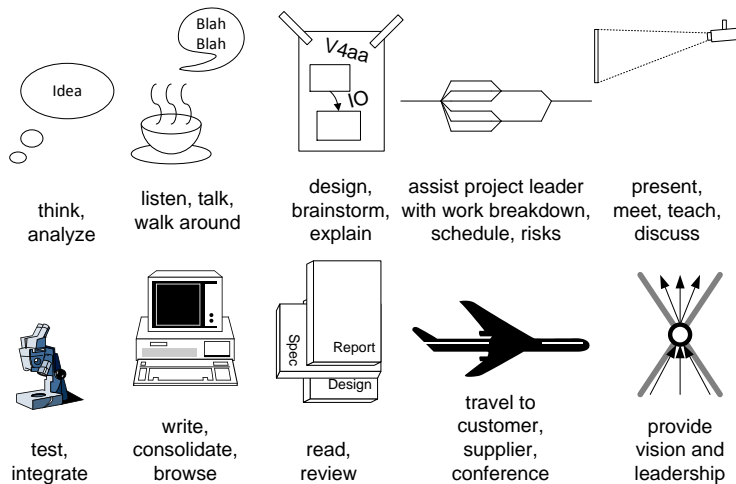 Blah
Blah
Idea
V4aa
IO
think,
analyze
listen, talk,
walk around
design,
brainstorm,
explain
assist project leader
with work breakdown,
schedule, risks
present,
meet, teach,
discuss
Spec
Report
Design
test,
integrate
write,
consolidate,
browse
read,
review
travel to
customer,
supplier,
conference
provide
vision and
leadership